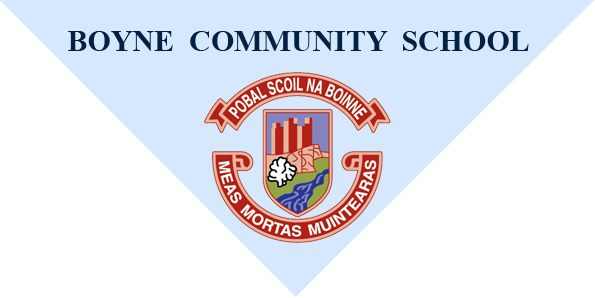 BOYNE COMMUNITY SCHOOL
POBAL SCOIL NA BOINNE
MEAS MORTAS MUINTEARAS